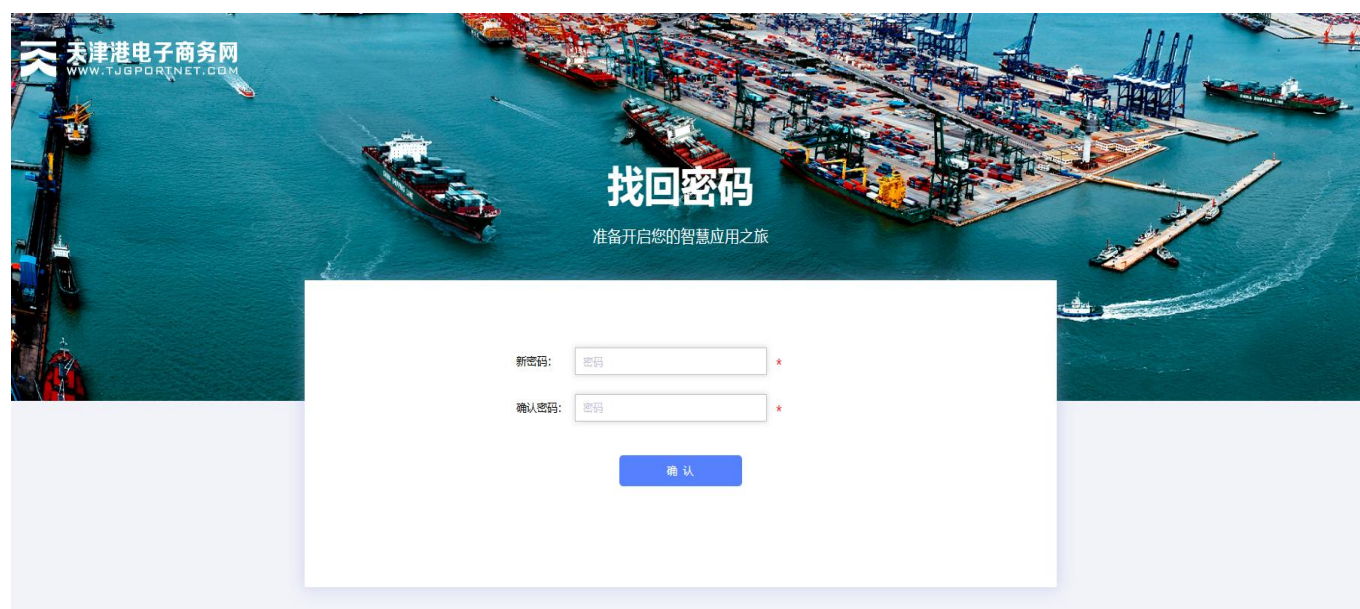 天津港电子商务网
WWW.TJGPORTNET.COM
找回密码
准备开启您的智慧应用之旅
新密码: 密码 *
确认密码: 密码 *
确 认